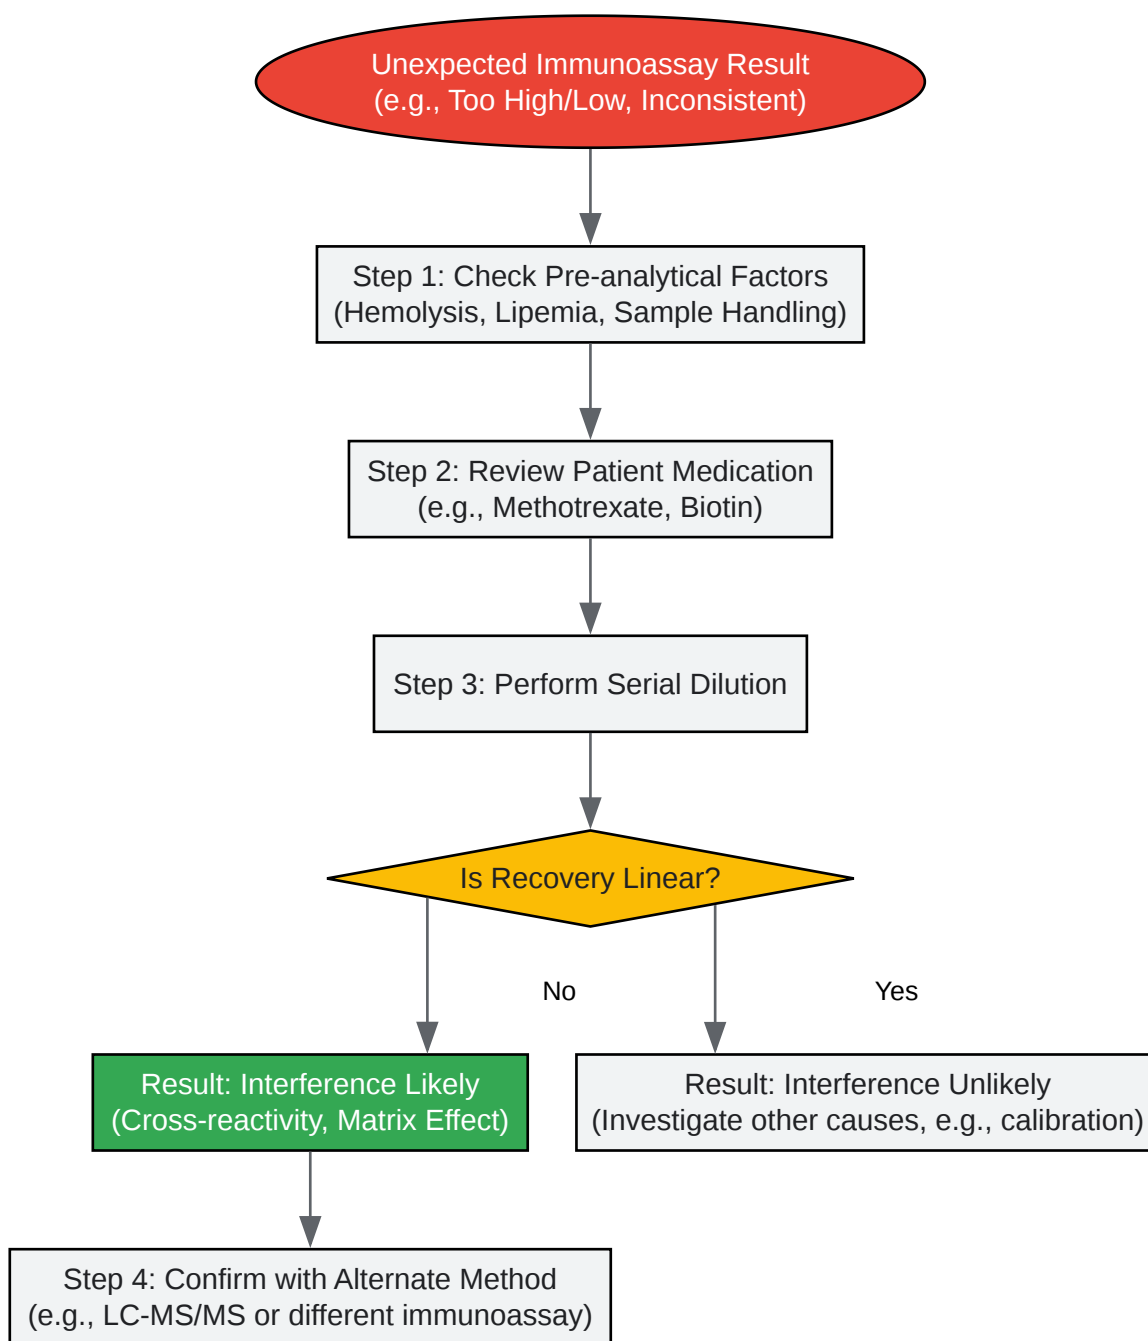 Unexpected Immunoassay Result
(e.g., Too High/Low, Inconsistent)
Step 1: Check Pre-analytical Factors
(Hemolysis, Lipemia, Sample Handling)
Step 2: Review Patient Medication
(e.g., Methotrexate, Biotin)
Step 3: Perform Serial Dilution
Is Recovery Linear?
No
Yes
Result: Interference Likely
(Cross-reactivity, Matrix Effect)
Result: Interference Unlikely
(Investigate other causes, e.g., calibration)
Step 4: Confirm with Alternate Method
(e.g., LC-MS/MS or different immunoassay)